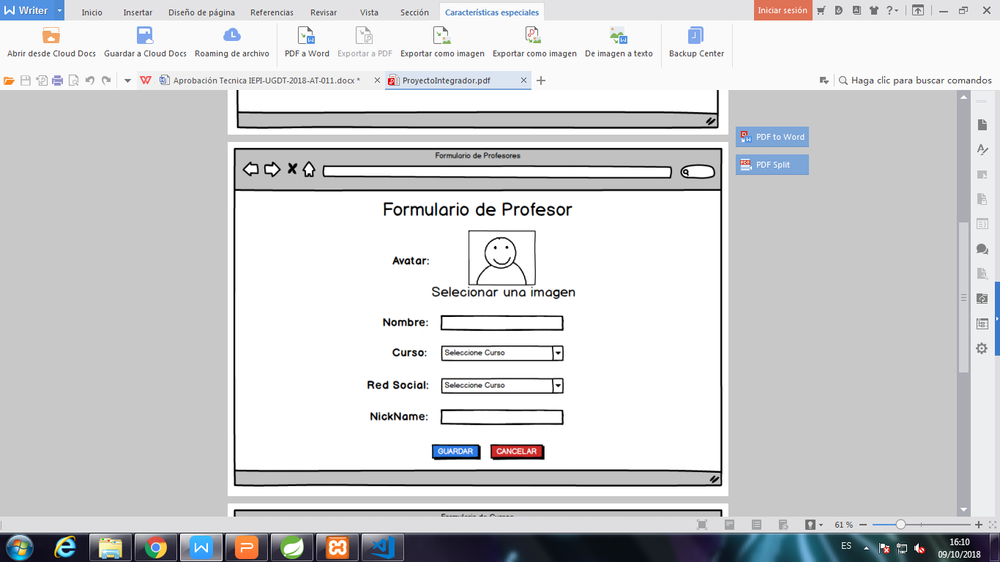 Writer
Inicio Insertar Diseño de página Referencias Revisar Vista Sección Características especiales
Iniciar sesión
Abrir desde Cloud Docs Guardar a Cloud Docs Roaming de archivo PDF a Word Exportar a PDF Exportar como imagen Exportar como imagen De imagen a texto Backup Center
Aprobación Tecnica IEPI-UGDT-2018-AT-011.docx * ProyectoIntegrador.pdf Haga clic para buscar comandos
PDF to Word
PDF Split
Formulario de Profesores
Formulario de Profesor
Avatar:
Selecionar una imagen
Nombre:
Curso: Seleccione Curso
Red Social: Seleccione Curso
NickName:
GUARDAR CANCELAR
Formulario de Curso
61 %
ES 16:10
09/10/2018